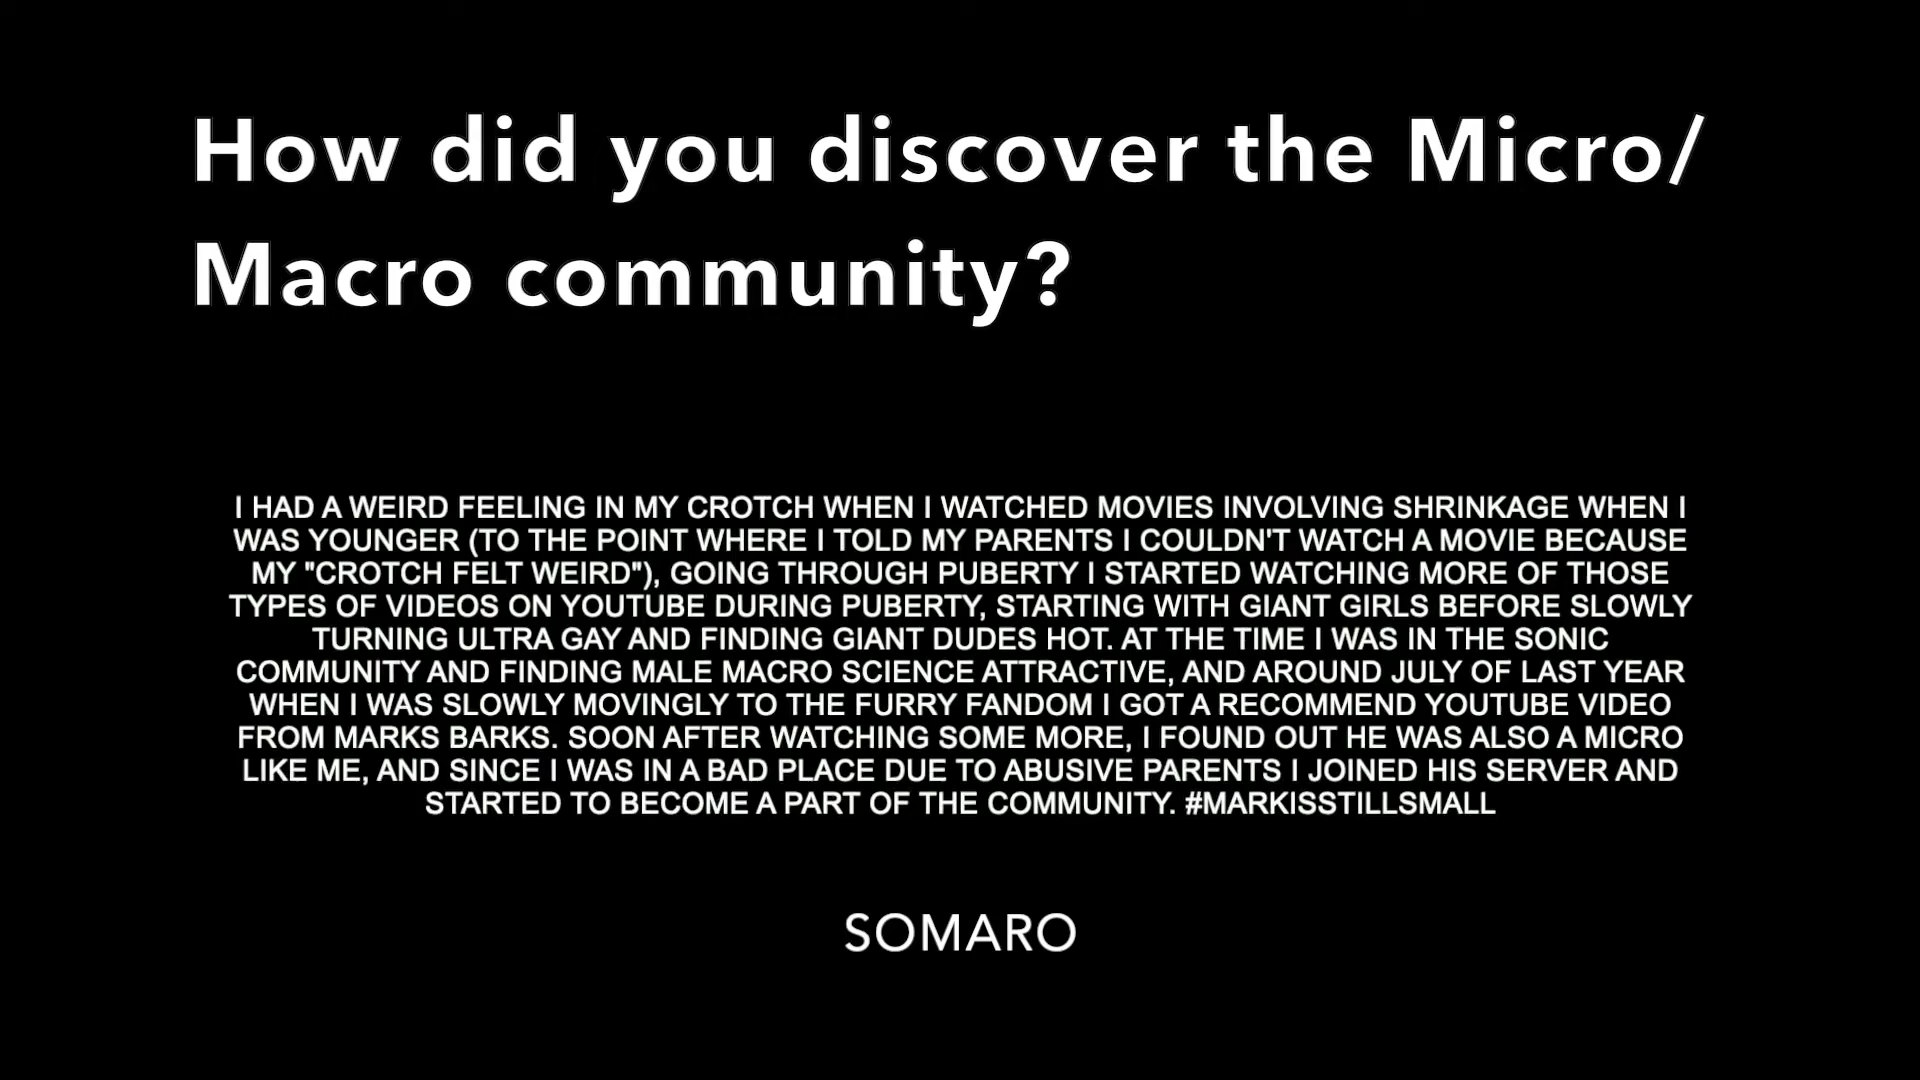 How did you discover the Micro/
Macro community?
I HAD A WEIRD FEELING IN MY CROTCH WHEN I WATCHED MOVIES INVOLVING SHRINKAGE WHEN I
WAS YOUNGER (TO THE POINT WHERE I TOLD MY PARENTS I COULDN'T WATCH A MOVIE BECAUSE
MY "CROTCH FELT WEIRD"), GOING THROUGH PUBERTY I STARTED WATCHING MORE OF THOSE
TYPES OF VIDEOS ON YOUTUBE DURING PUBERTY, STARTING WITH GIANT GIRLS BEFORE SLOWLY
TURNING ULTRA GAY AND FINDING GIANT DUDES HOT. AT THE TIME I WAS IN THE SONIC
COMMUNITY AND FINDING MALE MACRO SCIENCE ATTRACTIVE, AND AROUND JULY OF LAST YEAR
WHEN I WAS SLOWLY MOVINGLY TO THE FURRY FANDOM I GOT A RECOMMEND YOUTUBE VIDEO
FROM MARKS BARKS. SOON AFTER WATCHING SOME MORE, I FOUND OUT HE WAS ALSO A MICRO
LIKE ME, AND SINCE I WAS IN A BAD PLACE DUE TO ABUSIVE PARENTS I JOINED HIS SERVER AND
STARTED TO BECOME A PART OF THE COMMUNITY. #MARKISSTILLSMALL
SOMARO